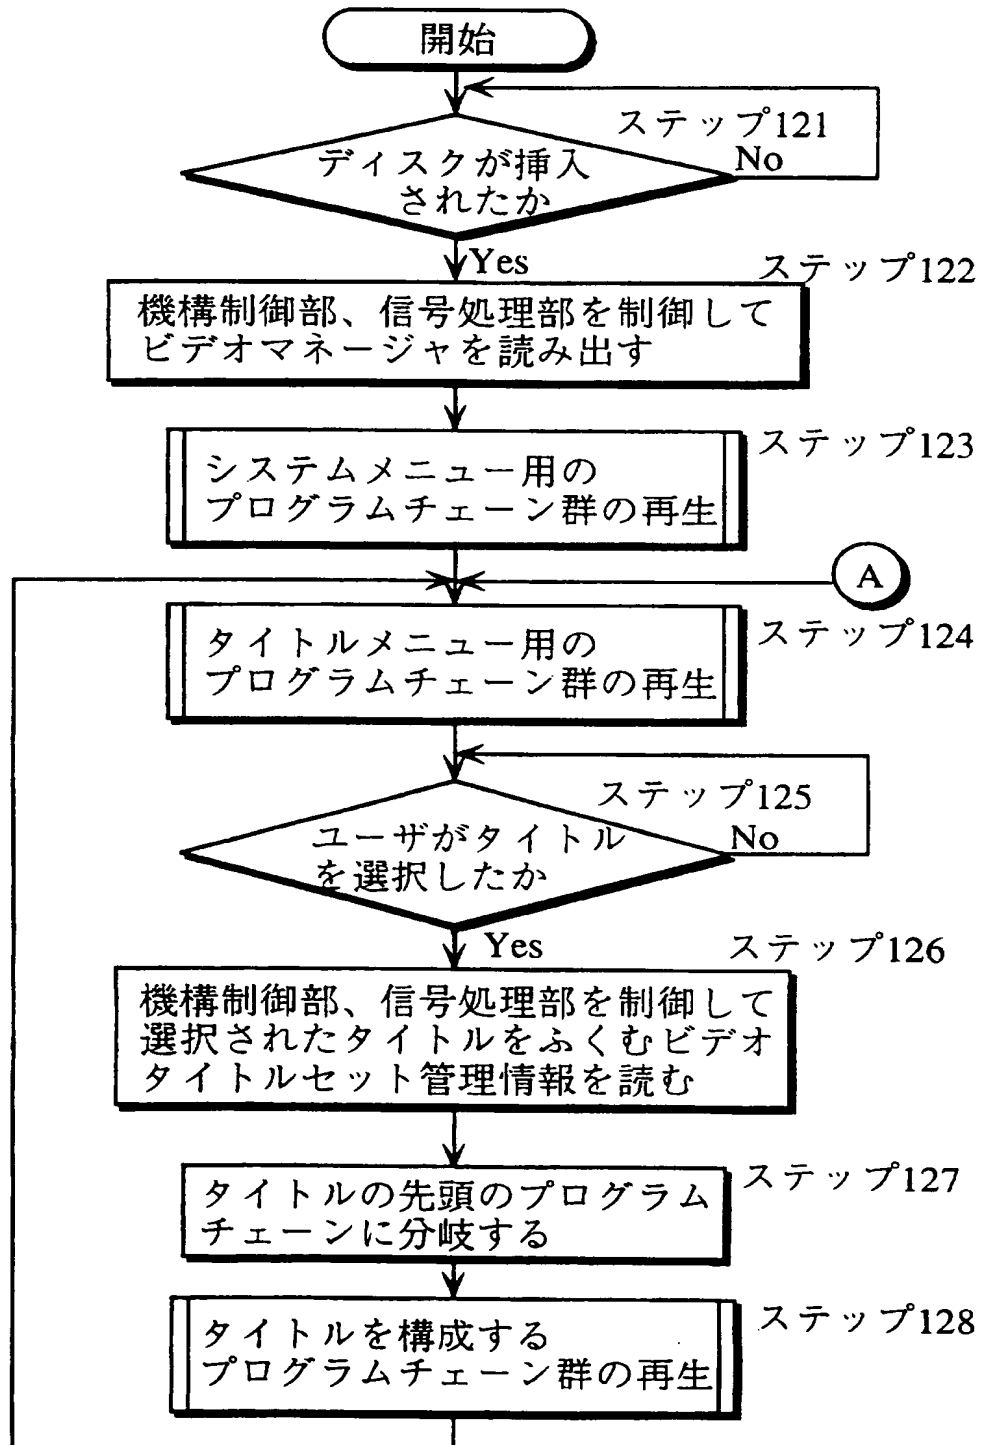 開始
ステップ121
No
ディスクが挿入
されたか
Yes
ステップ122
機構制御部、信号処理部を制御して
ビデオマネージャを読み出す
ステップ123
システムメニュー用の
プログラムチェーン群の再生
A
ステップ124
タイトルメニュー用の
プログラムチェーン群の再生
ステップ125
No
ユーザがタイトル
を選択したか
Yes
ステップ126
機構制御部、信号処理部を制御して
選択されたタイトルをふくむビデオ
タイトルセット管理情報を読む
ステップ127
タイトルの先頭のプログラム
チェーンに分岐する
ステップ128
タイトルを構成する
プログラムチェーン群の再生